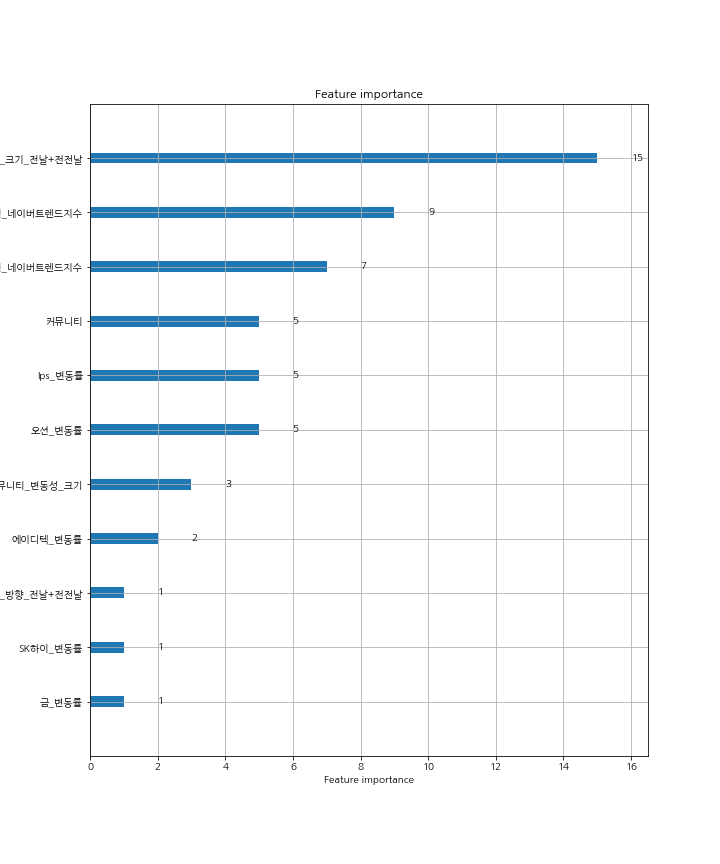 Feature importance
_크기_전날+전전날
15
_네이버트렌드지수
9
_네이버트렌드지수
7
커뮤니티
5
lps_변동률
5
오션_변동률
5
뮤니티_변동성_크기
3
에이디텍_변동률
2
_방향_전날+전전날
1
SK하이_변동률
1
금_변동률
1
0 2 4 6 8 10 12 14 16
Feature importance